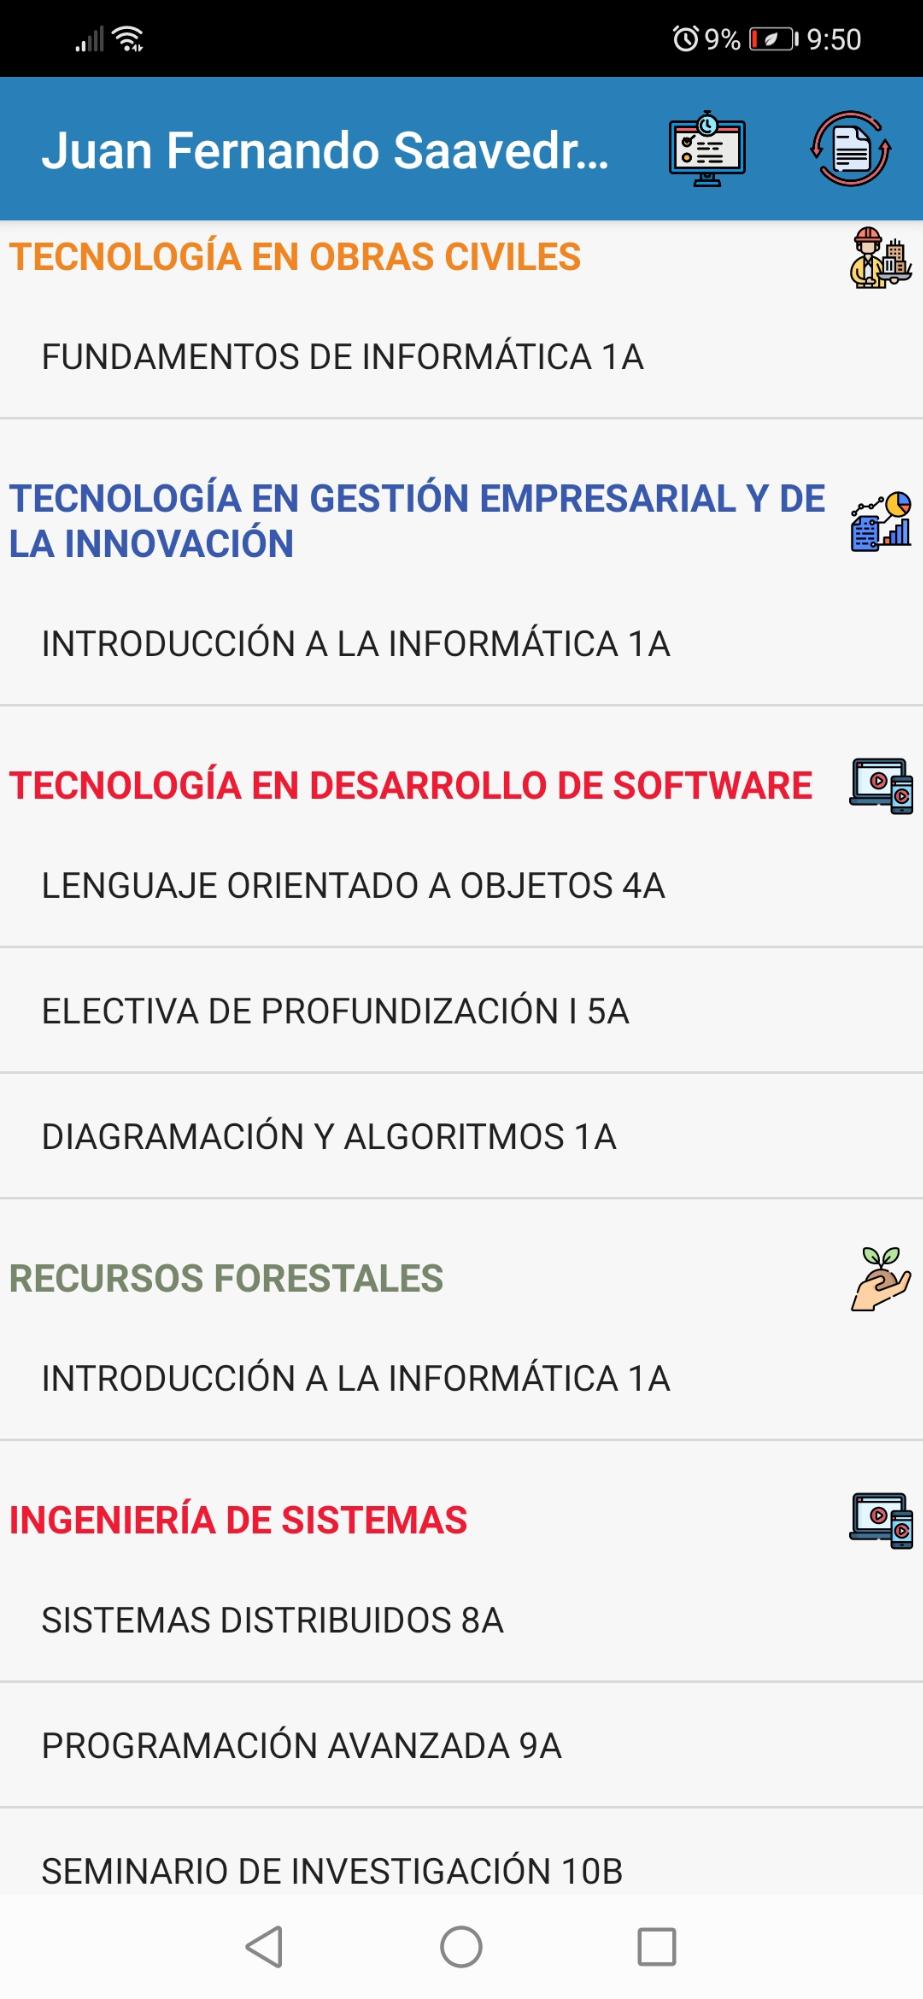 9% 9:50
Juan Fernando Saavedr...
TECNOLOGÍA EN OBRAS CIVILES
FUNDAMENTOS DE INFORMÁTICA 1A
TECNOLOGÍA EN GESTIÓN EMPRESARIAL Y DE
LA INNOVACIÓN
INTRODUCCIÓN A LA INFORMÁTICA 1A
TECNOLOGÍA EN DESARROLLO DE SOFTWARE
LENGUAJE ORIENTADO A OBJETOS 4A
ELECTIVA DE PROFUNDIZACIÓN I 5A
DIAGRAMACIÓN Y ALGORITMOS 1A
RECURSOS FORESTALES
INTRODUCCIÓN A LA INFORMÁTICA 1A
INGENIERÍA DE SISTEMAS
SISTEMAS DISTRIBUIDOS 8A
PROGRAMACIÓN AVANZADA 9A
SEMINARIO DE INVESTIGACIÓN 10B